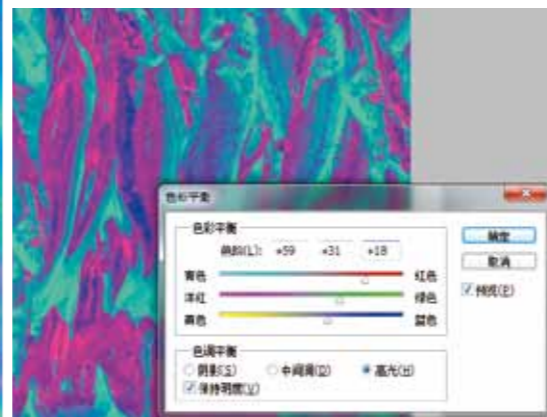 色彩平衡
色彩平衡
色阶(L): +59 +31 +18
确定
取消
预览(P)
青色 红色
洋红 绿色
黄色 蓝色
色调平衡
阴影(S) 中间调(D) 高光(H)
保持明度(V)